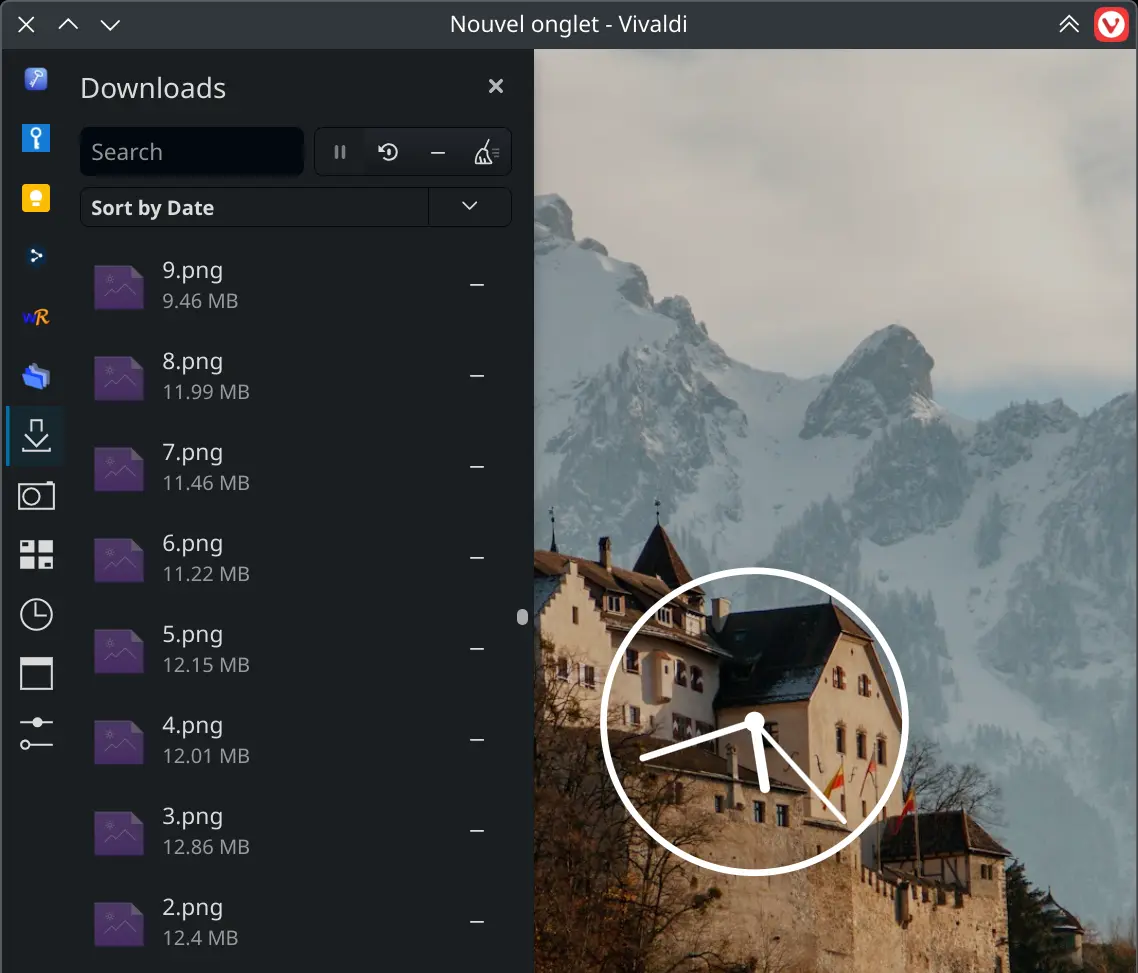 Nouvel onglet - Vivaldi
Downloads
Search
Sort by Date
9.png
9.46 MB
8.png
11.99 MB
7.png
11.46 MB
6.png
11.22 MB
5.png
12.15 MB
4.png
12.01 MB
3.png
12.86 MB
2.png
12.4 MB